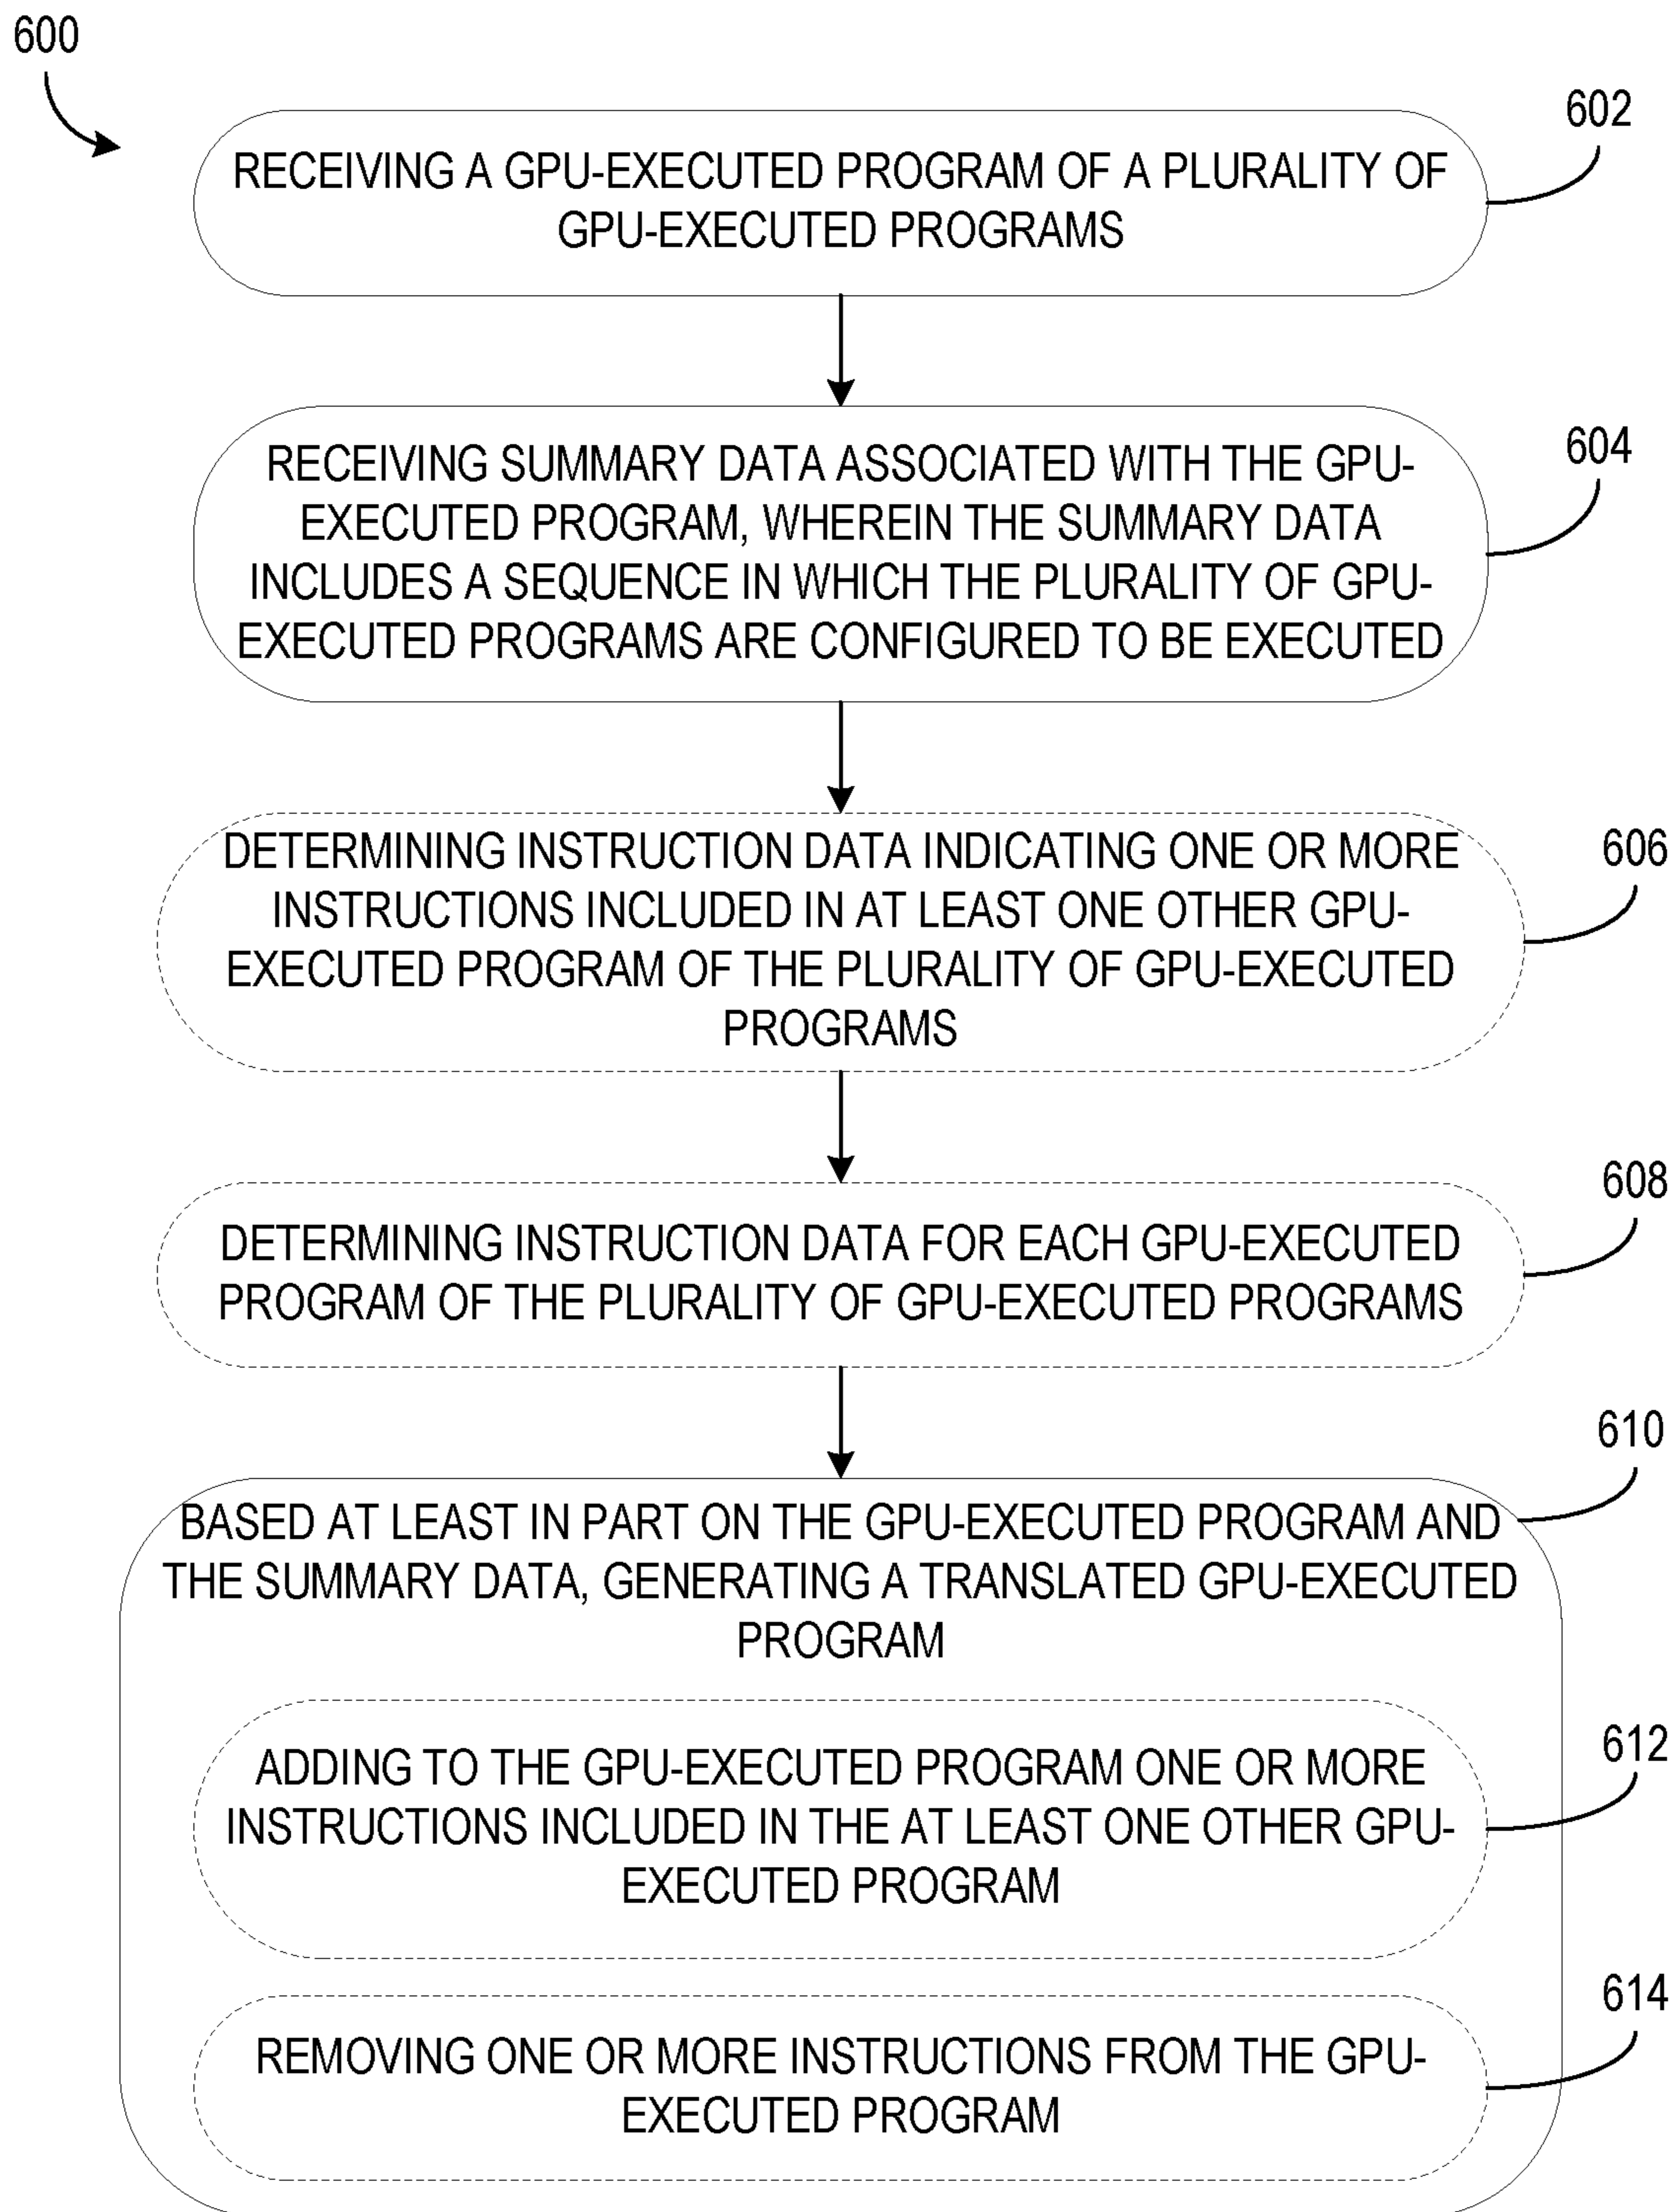 600
602
RECEIVING A GPU-EXECUTED PROGRAM OF A PLURALITY OF
GPU-EXECUTED PROGRAMS
604
RECEIVING SUMMARY DATA ASSOCIATED WITH THE GPU-
EXECUTED PROGRAM, WHEREIN THE SUMMARY DATA
INCLUDES A SEQUENCE IN WHICH THE PLURALITY OF GPU-
EXECUTED PROGRAMS ARE CONFIGURED TO BE EXECUTED
606
DETERMINING INSTRUCTION DATA INDICATING ONE OR MORE
INSTRUCTIONS INCLUDED IN AT LEAST ONE OTHER GPU-
EXECUTED PROGRAM OF THE PLURALITY OF GPU-EXECUTED
PROGRAMS
608
DETERMINING INSTRUCTION DATA FOR EACH GPU-EXECUTED
PROGRAM OF THE PLURALITY OF GPU-EXECUTED PROGRAMS
610
BASED AT LEAST IN PART ON THE GPU-EXECUTED PROGRAM AND
THE SUMMARY DATA, GENERATING A TRANSLATED GPU-EXECUTED
PROGRAM
612
ADDING TO THE GPU-EXECUTED PROGRAM ONE OR MORE
INSTRUCTIONS INCLUDED IN THE AT LEAST ONE OTHER GPU-
EXECUTED PROGRAM
614
REMOVING ONE OR MORE INSTRUCTIONS FROM THE GPU-
EXECUTED PROGRAM